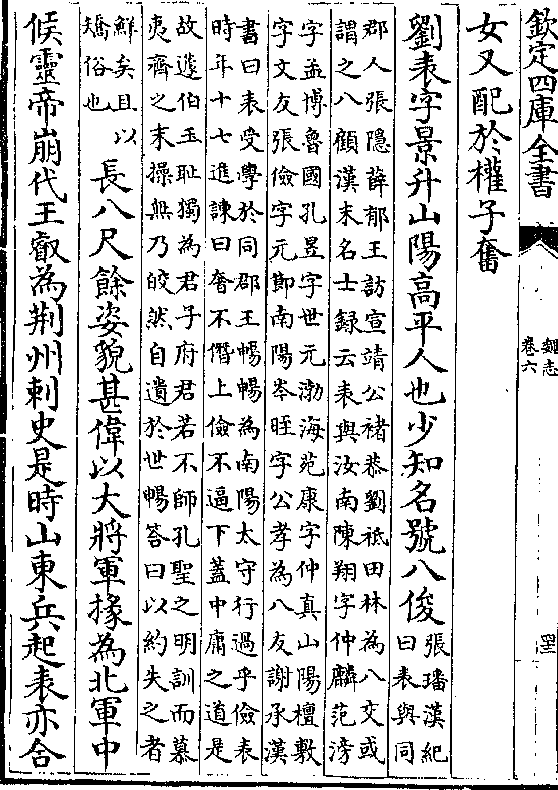 欽定四庫全書
魏志
卷六
女又配於權子奮
劉表字景升山陽高平人也少知名號八俊
張璠漢紀
曰表與同
郡人張隱薛郁王訪宣靖公褚恭劉祗田林為八交或
謂之八顧漢末名士録云表與汝南陳翔字仲麟范滂
字孟博魯國孔昱字世元渤海苑康字仲真山陽檀敷
字文友張儉字元節南陽岑晊字公孝為八友謝承漢
書曰表受學於同郡王暢暢為南陽太守行過乎儉表
時年十七進諫曰奢不僭上儉不逼下蓋中庸之道是
故蘧伯玉恥獨為君子府君若不師孔聖之明訓而慕
夷齊之末操無乃皎然自遺於世暢答曰以約失之者
鮮矣且以
矯俗也
長八尺餘姿貌甚偉以大將軍掾為北軍中
候靈帝崩代王叡為荆州刺史是時山東兵起表亦合